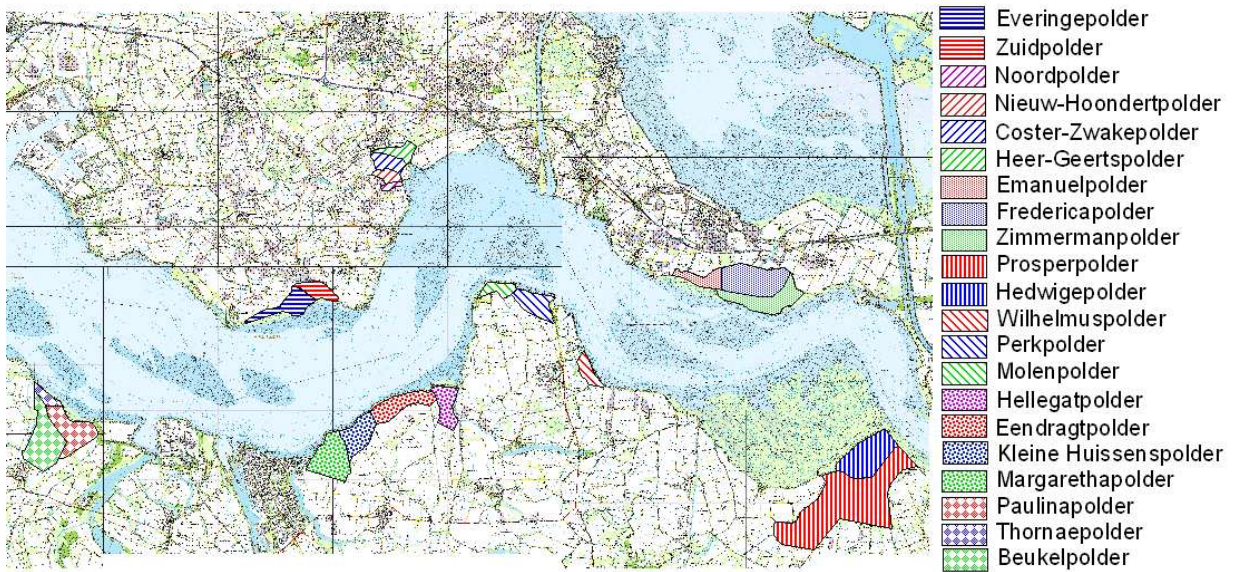 Everingepolder
Zuidpolder
Noordpolder
Nieuw-Hoondertpolder
Coster-Zwakepolder
Heer-Geertspolder
Emanuelpolder
Fredericapolder
Zimmermanpolder
Prosperpolder
Hedwigepolder
Wilhelmuspolder
Perkpolder
Molenpolder
Hellegatpolder
Eendragtpolder
Kleine Huissenspolder
Margarethapolder
Paulinapolder
Thornaepolder
Beukelpolder